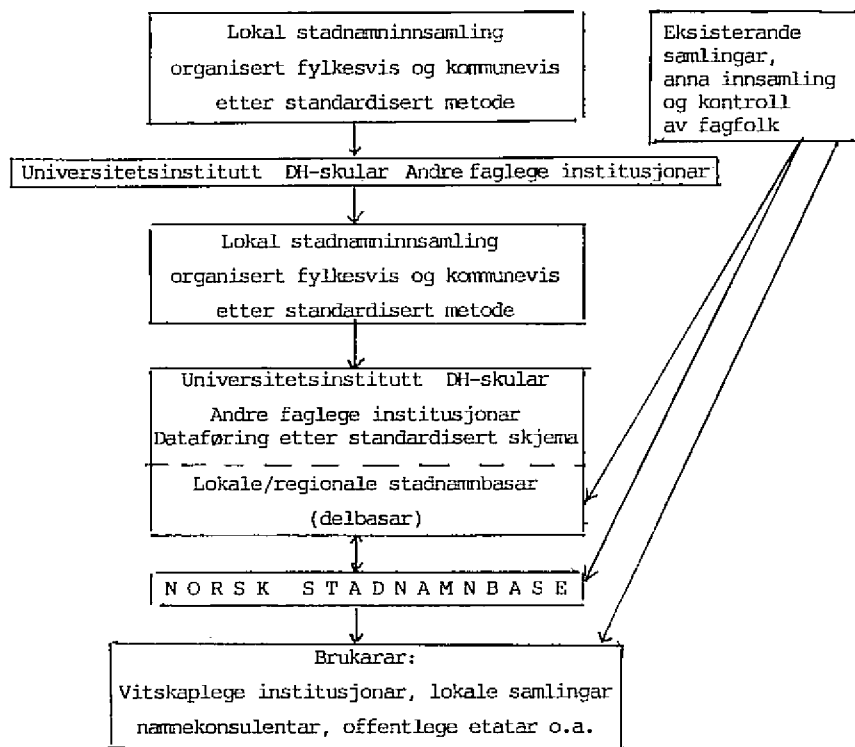 Lokal stadnamninnsamling
organisert fylkesvis og kommunevis
etter standardisert metode
Eksisterande
samlingar,
anna innsamling
og kontroll
av fagfolk
Universitetsinstitutt DH-skular Andre faglege institusjonar
Lokal stadnamninnsamling
organisert fylkesvis og kommunevis
etter standardisert metode
Universitetsinstitutt DH-skular
Andre faglege institusjonar
Dataføring etter standardisert skjema
Lokale/regionale stadnamnbasar
(delbasar)
NORSK STADNAMNBASE
Brukarar:
Vitskaplege institusjonar, lokale samlingar
namnekonsulentar, offentlege etatar o.a.